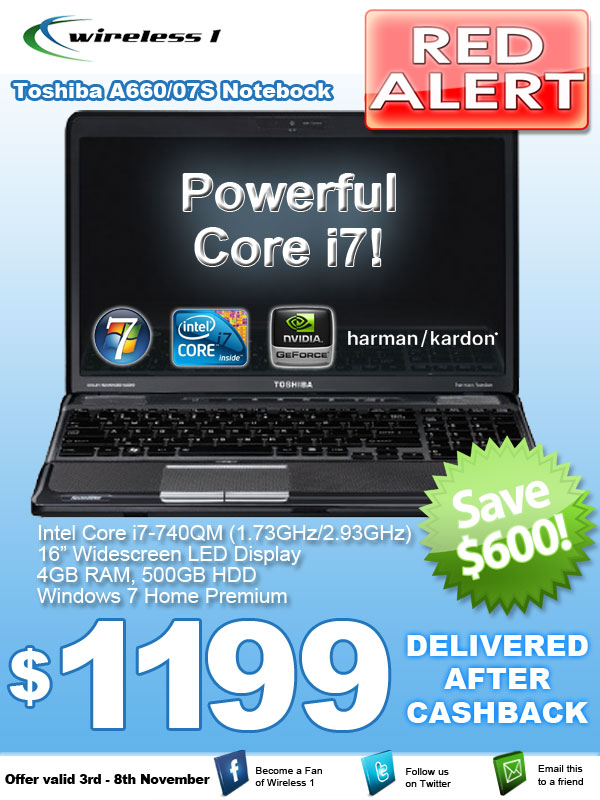 wireless 1
RED
ALERT
Toshiba A660/07S Notebook
Powerful
Core i7!
7
intel
i7
CORE
inside
NVIDIA
GEFORCE
harman/kardon
TOSHIBA
harman/kardon
Save
$600!
Intel Core i7-740QM (1.73GHz/2.93GHz)
16” Widescreen LED Display
4GB RAM, 500GB HDD
Windows 7 Home Premium
$1199
DELIVERED
AFTER
CASHBACK
Offer valid 3rd - 8th November
Become a Fan
of Wireless 1
Follow us
on Twitter
Email this
to a friend